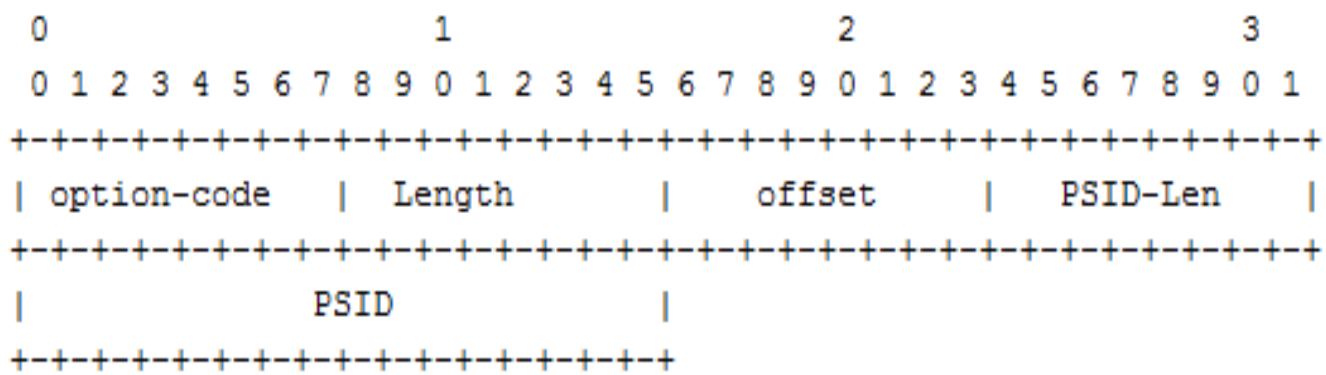 0                   1                   2                   3
0 1 2 3 4 5 6 7 8 9 0 1 2 3 4 5 6 7 8 9 0 1 2 3 4 5 6 7 8 9 0 1
+-+-+-+-+-+-+-+-+-+-+-+-+-+-+-+-+-+-+-+-+-+-+-+-+-+-+-+-+-+-+-+-+
| option-code   |  Length       |    offset     |   PSID-Len    |
+-+-+-+-+-+-+-+-+-+-+-+-+-+-+-+-+-+-+-+-+-+-+-+-+-+-+-+-+-+-+-+-+
|              PSID             |
+-+-+-+-+-+-+-+-+-+-+-+-+-+-+-+-+